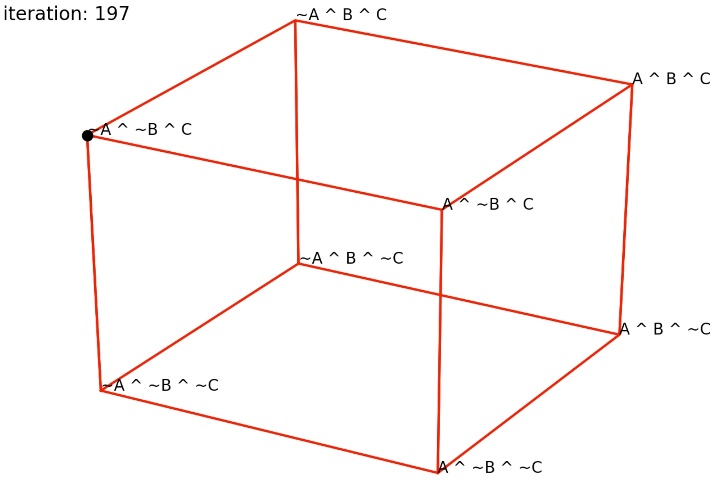 iteration: 197
~A ^ B ^ C
A ^ B ^ C
~A ^ ~B ^ C
A ^ ~B ^ C
~A ^ B ^ ~C
A ^ B ^ ~C
~A ^ ~B ^ ~C
A ^ ~B ^ ~C